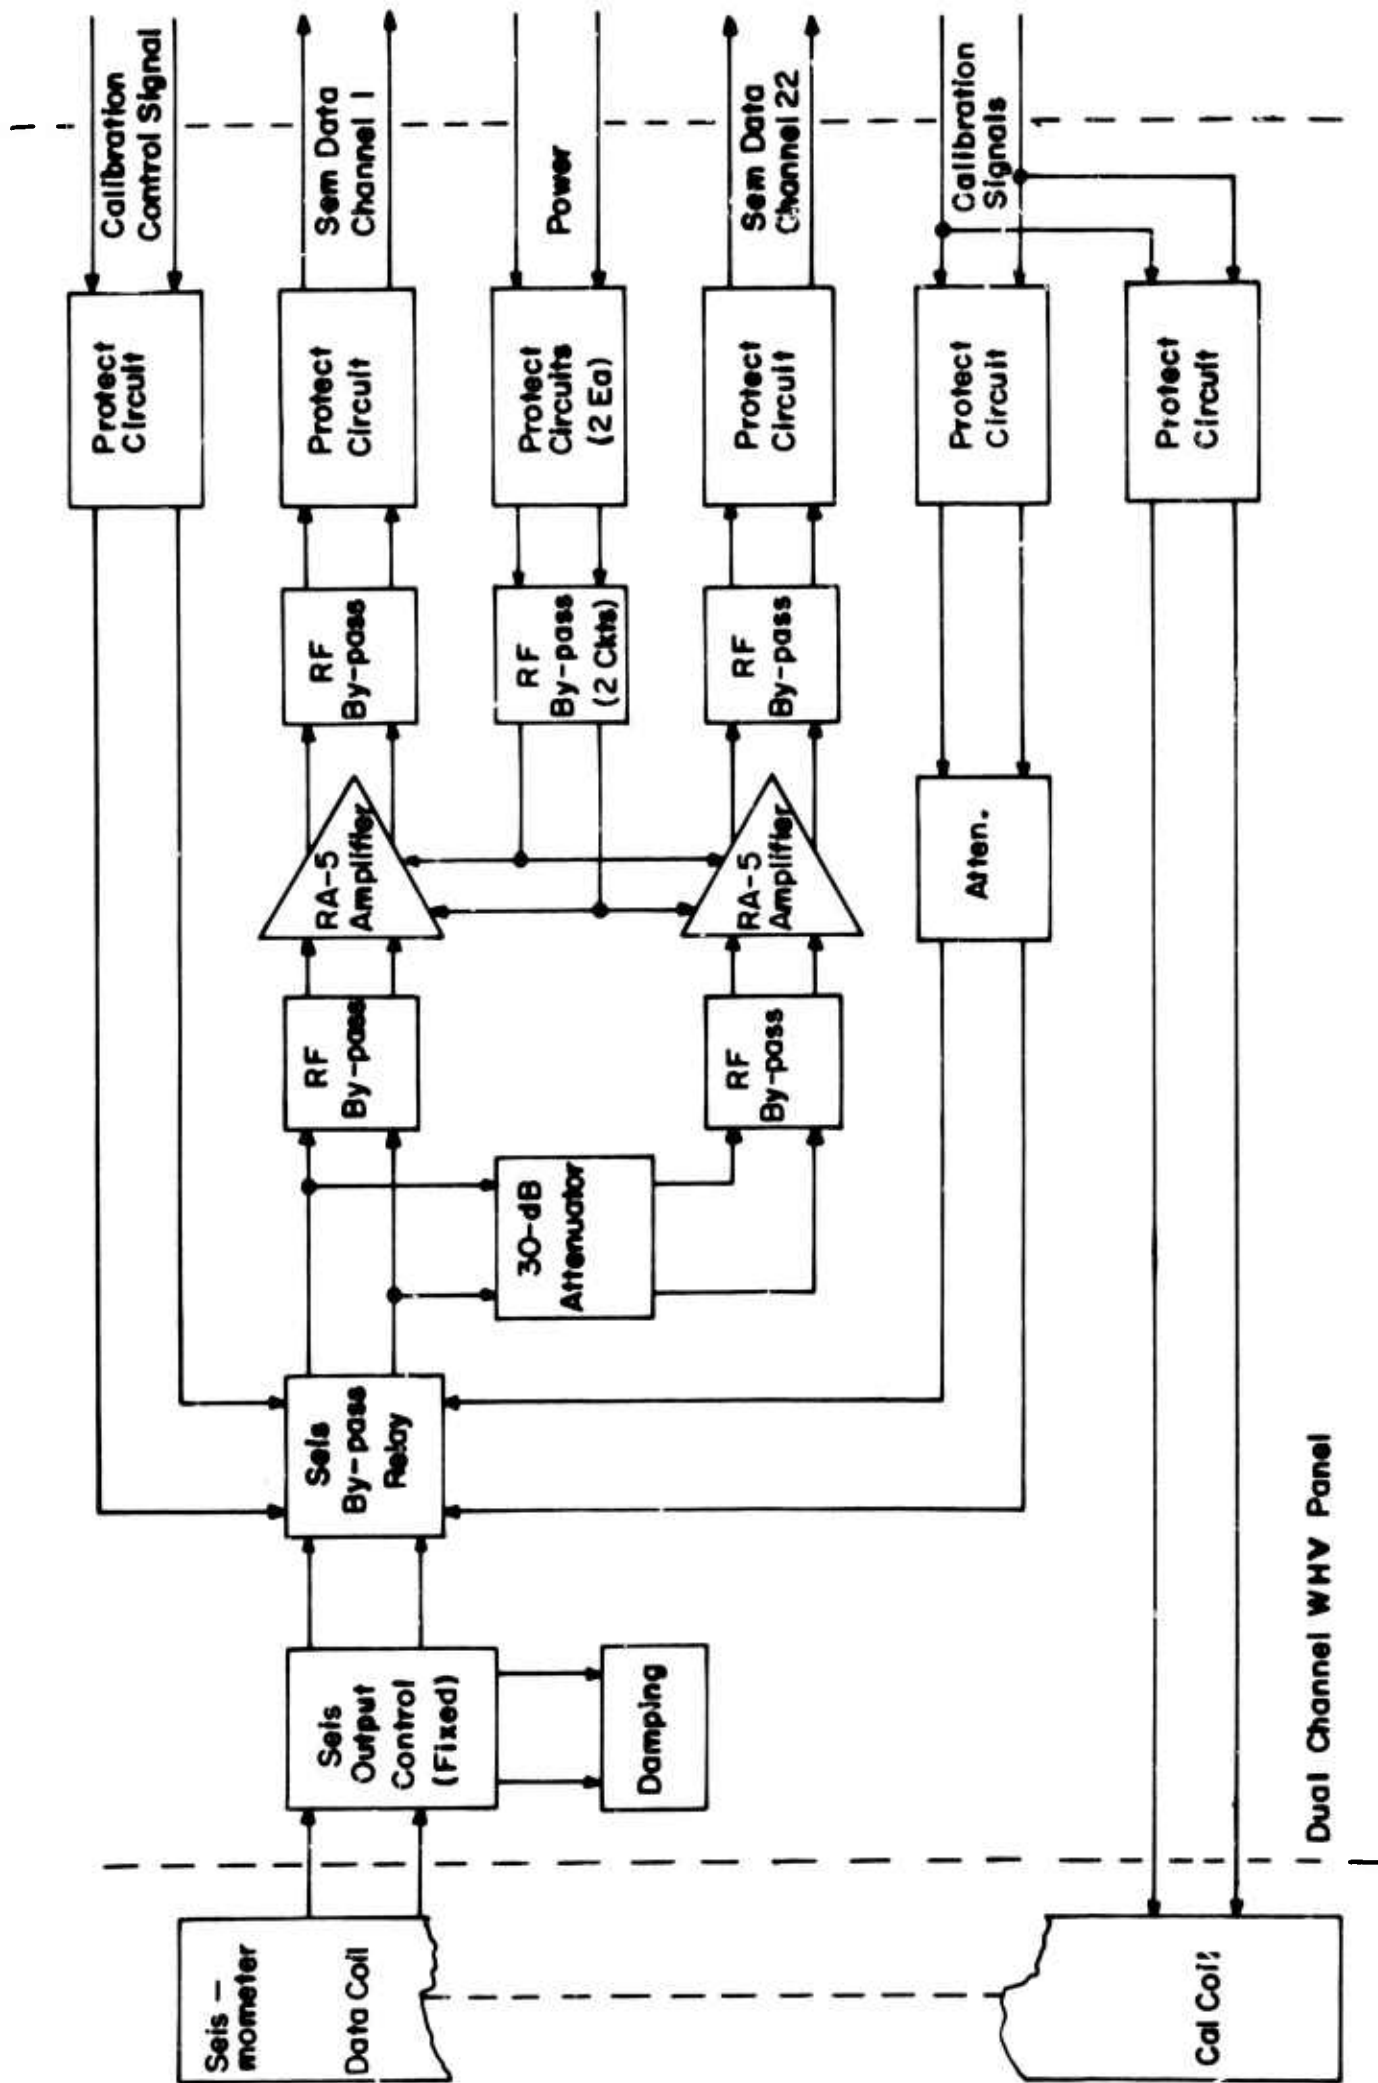 Seis-
mometer
Data Coil
Cal Coil
Seis
Output
Control
(Fixed)
Damping
Seis
By-pass
Relay
30-dB
Attenuator
RF
By-pass
RF
By-pass
RA-5
Amplifier
RA-5
Amplifier
Atten.
RF
By-pass
RF
By-pass
(2 Ckts)
RF
By-pass
Protect
Circuit
Protect
Circuit
Protect
Circuits
(2 Ea)
Protect
Circuit
Protect
Circuit
Protect
Circuit
Calibration
Control Signal
Sem Data
Channel 1
Power
Sem Data
Channel 22
Calibration
Signals
Dual Channel WHV Panel